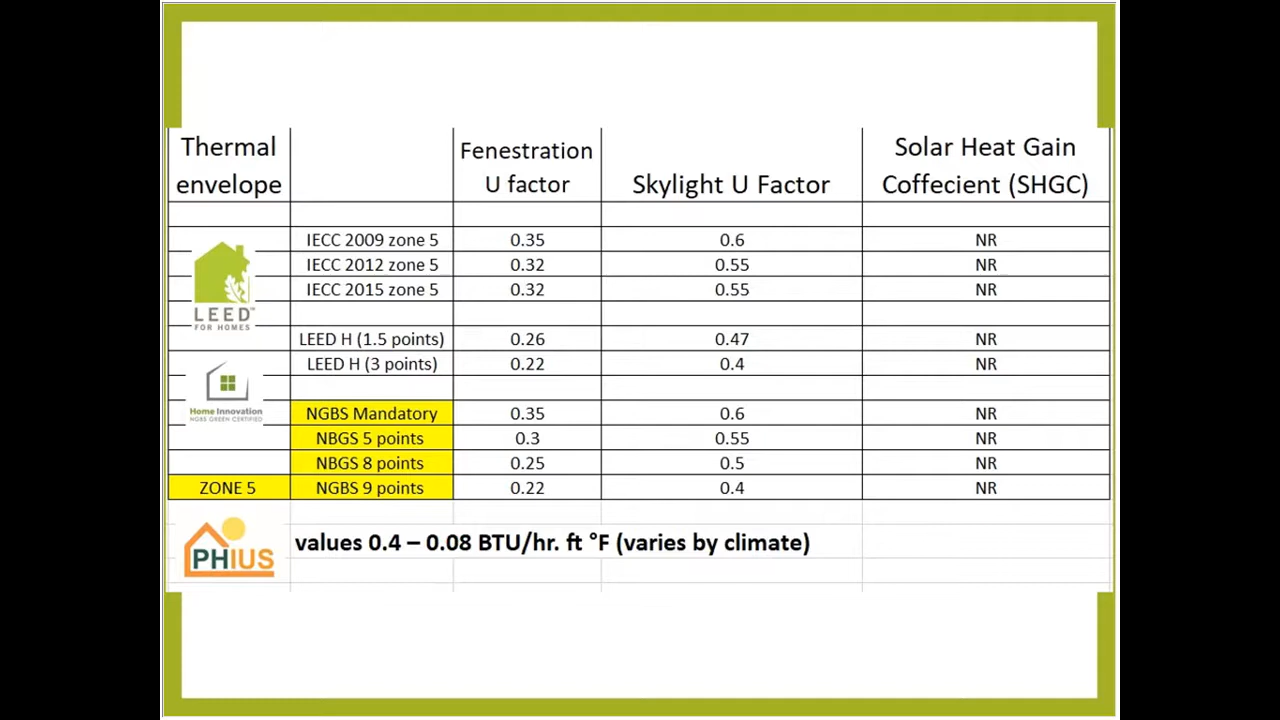 Thermal envelope
Fenestration U factor
Skylight U Factor
Solar Heat Gain Coffecient (SHGC)
IECC 2009 zone 5 0.35 0.6 NR
IECC 2012 zone 5 0.32 0.55 NR
IECC 2015 zone 5 0.32 0.55 NR
LEED™
FOR HOMES
LEED H (1.5 points) 0.26 0.47 NR
LEED H (3 points) 0.22 0.4 NR
Home Innovation
NGBS GREEN CERTIFIED
NGBS Mandatory 0.35 0.6 NR
NBGS 5 points 0.3 0.55 NR
NBGS 8 points 0.25 0.5 NR
ZONE 5 NGBS 9 points 0.22 0.4 NR
PHIUS
values 0.4 – 0.08 BTU/hr. ft °F (varies by climate)